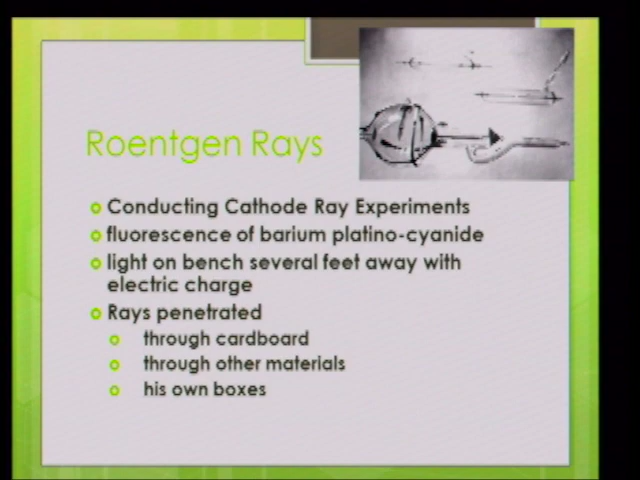 Roentgen Rays
Conducting Cathode Ray Experiments
fluorescence of barium platino-cyanide
light on bench several feet away with
electric charge
Rays penetrated
through cardboard
through other materials
his own boxes